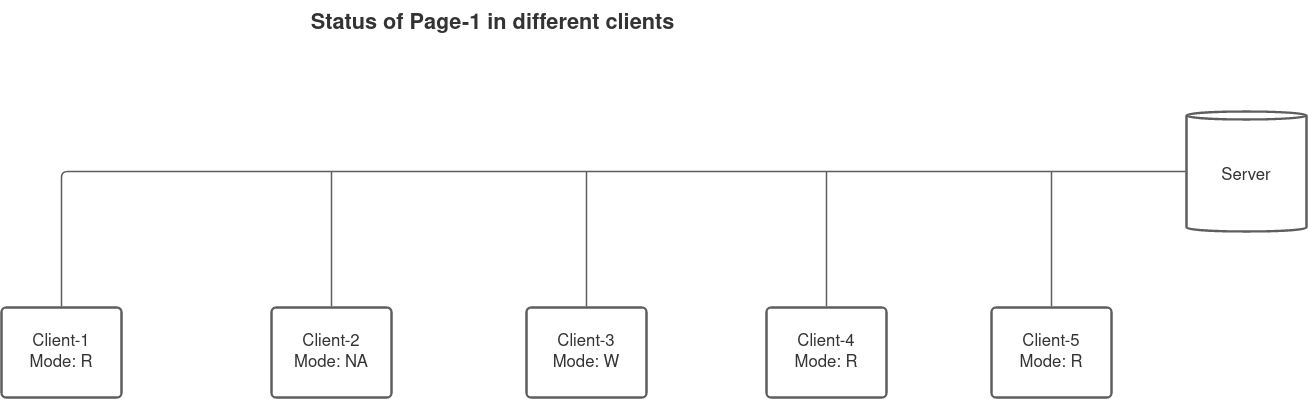 Status of Page-1 in different clients
Server
Client-1
Mode: R
Client-2
Mode: NA
Client-3
Mode: W
Client-4
Mode: R
Client-5
Mode: R